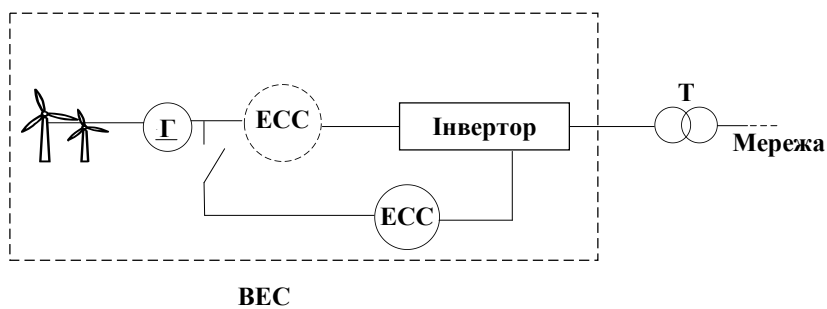 Т
Г
ЕСС
Інвертор
Мережа
ЕСС
ВЕС